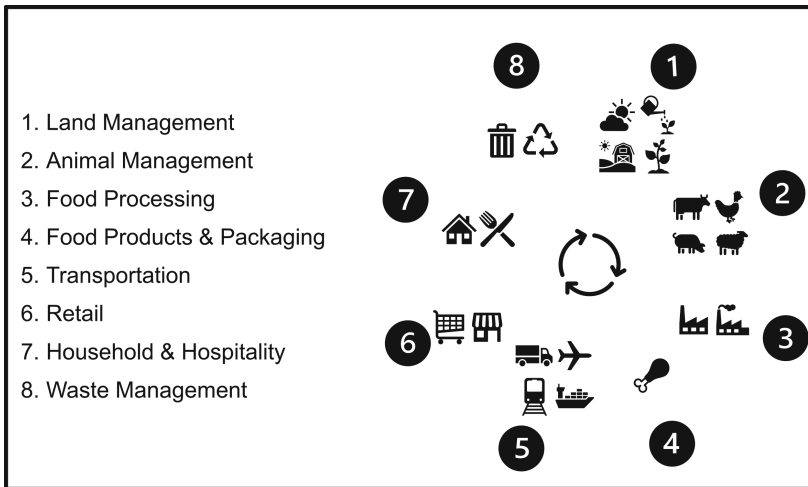 1. Land Management
2. Animal Management
3. Food Processing
4. Food Products & Packaging
5. Transportation
6. Retail
7. Household & Hospitality
8. Waste Management
8
1
7
2
6
3
5
4